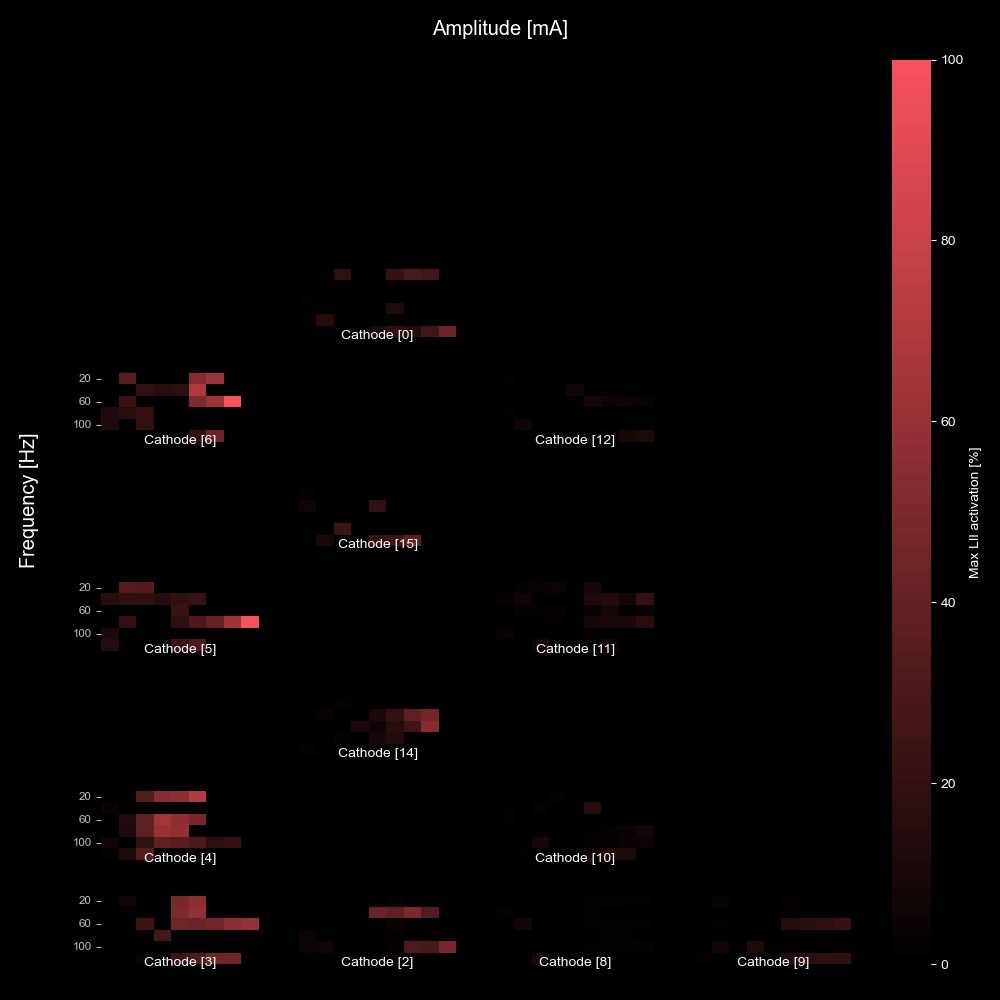 Amplitude [mA]
100
80
60
40
20
0
Max LII activation [%]
Frequency [Hz]
Cathode [0]
20
60
100
Cathode [6]
Cathode [12]
Cathode [15]
20
60
100
Cathode [5]
Cathode [11]
Cathode [14]
20
60
100
Cathode [4]
Cathode [10]
20
60
100
Cathode [3]
Cathode [2]
Cathode [8]
Cathode [9]